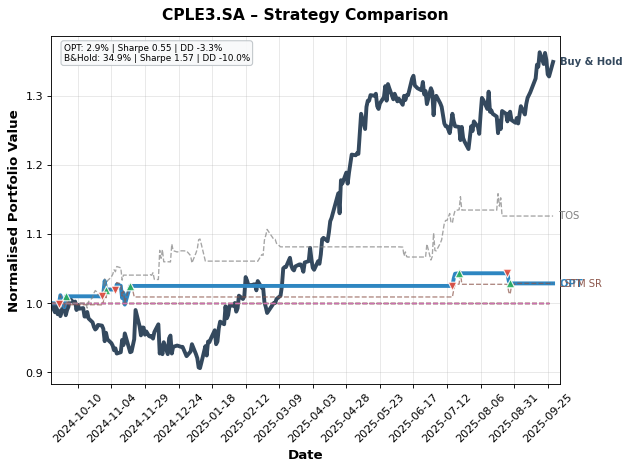 CPLE3.SA – Strategy Comparison
OPT: 2.9% | Sharpe 0.55 | DD -3.3%
B&Hold: 34.9% | Sharpe 1.57 | DD -10.0%
Normalised Portfolio Value
1.3
1.2
1.1
1.0
0.9
Buy & Hold
TOS
SR
2024-10-10
2024-11-04
2024-11-29
2024-12-24
2025-01-18
2025-02-12
2025-03-09
2025-04-03
2025-04-28
2025-05-23
2025-06-17
2025-07-12
2025-08-06
2025-08-31
2025-09-25
Date